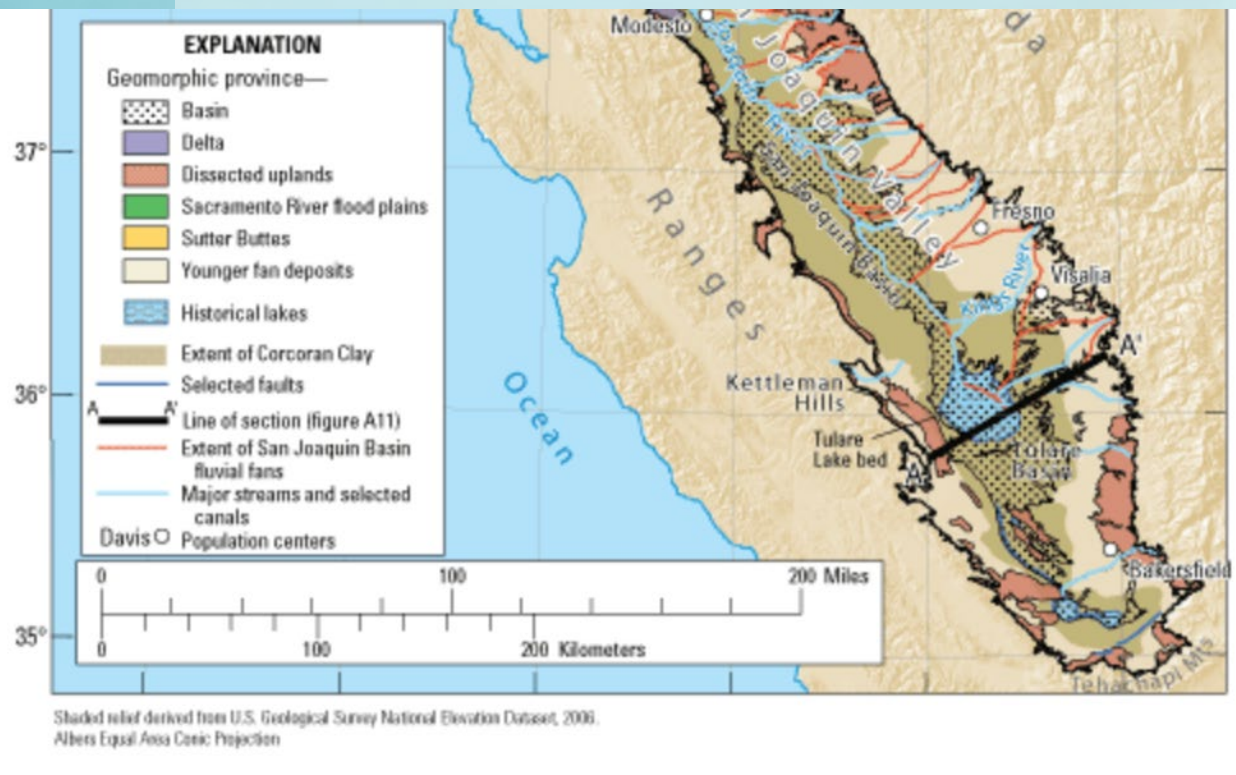 EXPLANATION
Geomorphic province—
Basin
Delta
Dissected uplands
Sacramento River flood plains
Sutter Buttes
Younger fan deposits
Historical lakes
Extent of Corcoran Clay
Selected faults
A A'
Line of section (figure A11)
Extent of San Joaquin Basin
fluvial fans
Major streams and selected
canals
Davis
Population centers
0 100 200 Miles
0 100 200 Kilometers
37°
36°
35°
Modesto
Joaquin
Valley
San Joaquin Basin
River
Ranges
Ocean
da
Fresno
Kings River
Visalia
A'
Kettleman
Hills
Tulare
Lake bed
A
Tulare
Basin
Bakersfield
Tehachapi Mts
Shaded relief derived from U.S. Geological Survey National Elevation Dataset, 2006.
Albers Equal Area Conic Projection